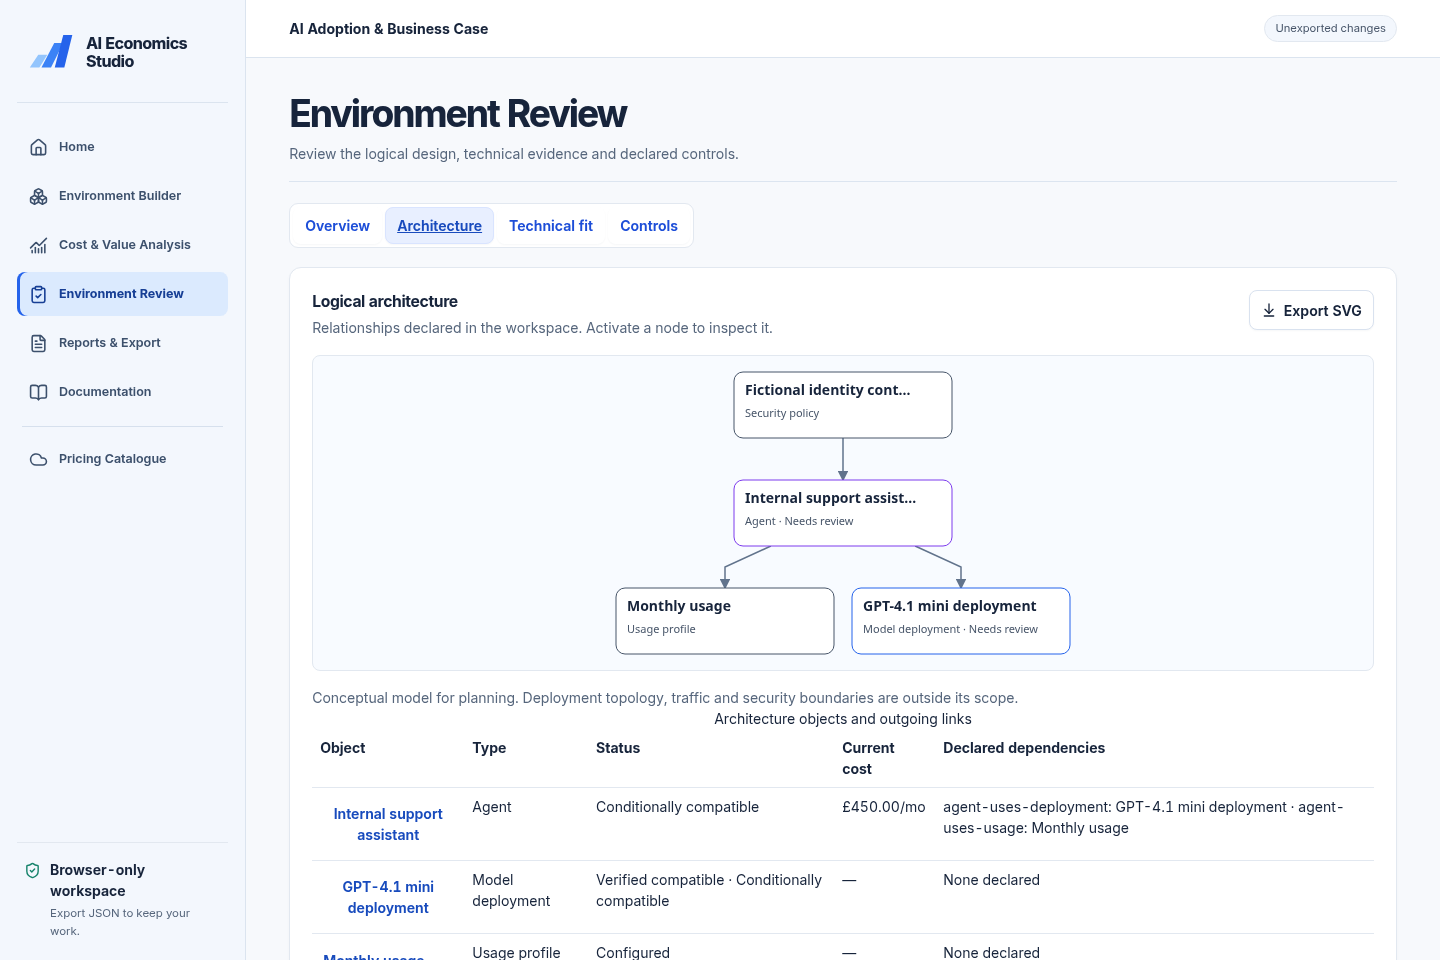 AI Economics
Studio
Home
Environment Builder
Cost & Value Analysis
Environment Review
Reports & Export
Documentation
Pricing Catalogue
Browser-only
workspace
Export JSON to keep your
work.
AI Adoption & Business Case
Unexported changes
Environment Review
Review the logical design, technical evidence and declared controls.
Overview Architecture Technical fit Controls
Logical architecture
Relationships declared in the workspace. Activate a node to inspect it.
Export SVG
Fictional identity cont...
Security policy
Internal support assist...
Agent · Needs review
Monthly usage
Usage profile
GPT-4.1 mini deployment
Model deployment · Needs review
Conceptual model for planning. Deployment topology, traffic and security boundaries are outside its scope.
Architecture objects and outgoing links
Object Type Status Current
cost Declared dependencies
Internal support
assistant
Agent
Conditionally compatible
£450.00/mo
agent-uses-deployment: GPT-4.1 mini deployment · agent-
uses-usage: Monthly usage
GPT-4.1 mini
deployment
Model
deployment
Verified compatible · Conditionally
compatible
—
None declared
Monthly usage
Usage profile
Configured
—
None declared